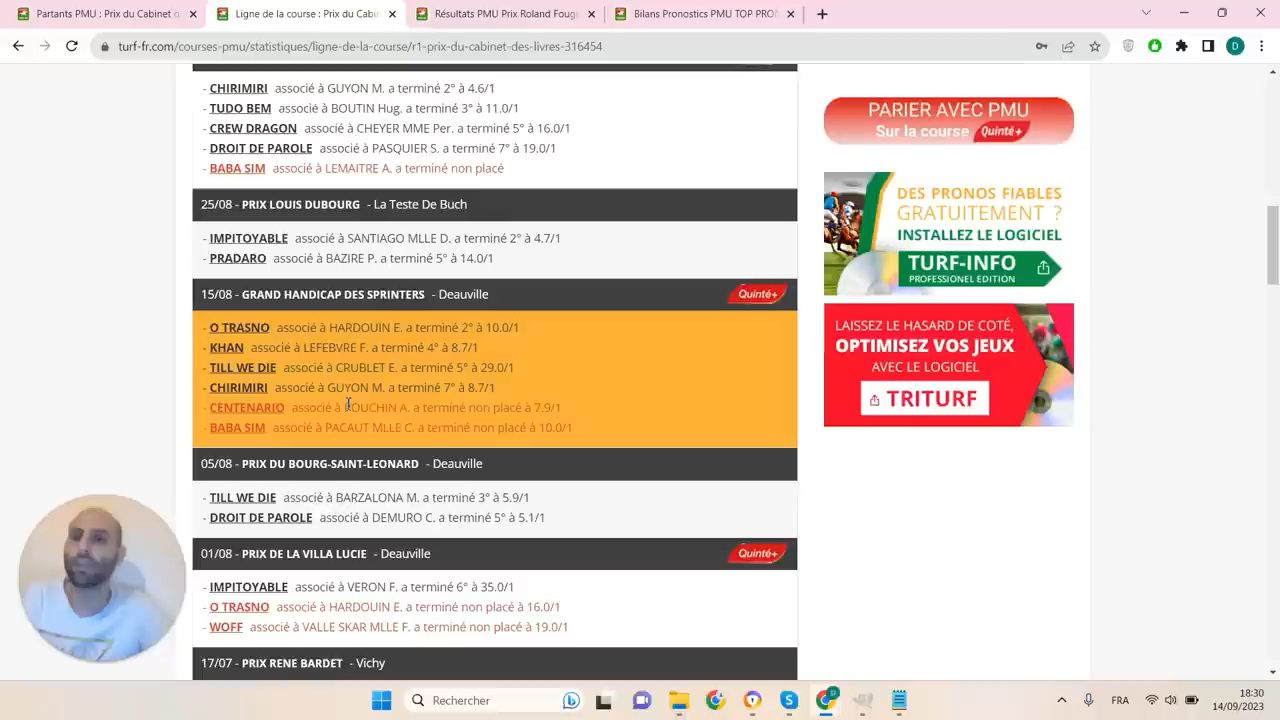 Partants du Prix Du Cab
Ligne de la course : Prix du Cab
Résultats PMU Prix Roland Foug
Bilans Pronostics PMU TOP PRO
turf-fr.com/courses-pmu/statistiques/ligne-de-la-course/r1-prix-du-cabinet-des-livres-316454
D
- CHIRIMIRI associé à GUYON M. a terminé 2° à 4.6/1
- TUDO BEM associé à BOUTIN Hug. a terminé 3° à 11.0/1
- CREW DRAGON associé à CHEYER MME Per. a terminé 5° à 16.0/1
- DROIT DE PAROLE associé à PASQUIER S. a terminé 7° à 19.0/1
- BABA SIM associé à LEMAITRE A. a terminé non placé
25/08 - PRIX LOUIS DUBOURG - La Teste De Buch
- IMPITOYABLE associé à SANTIAGO MLLE D. a terminé 2° à 4.7/1
- PRADARO associé à BAZIRE P. a terminé 5° à 14.0/1
15/08 - GRAND HANDICAP DES SPRINTERS - Deauville Quinté+
- O TRASNO associé à HARDOUIN E. a terminé 2° à 10.0/1
- KHAN associé à LEFEBVRE F. a terminé 4° à 8.7/1
- TILL WE DIE associé à CRUBLET E. a terminé 5° à 29.0/1
- CHIRIMIRI associé à GUYON M. a terminé 7° à 8.7/1
- CENTENARIO associé à POUCHIN A. a terminé non placé à 7.9/1
- BABA SIM associé à PACAUT MLLE C. a terminé non placé à 10.0/1
05/08 - PRIX DU BOURG-SAINT-LEONARD - Deauville
- TILL WE DIE associé à BARZALONA M. a terminé 3° à 5.9/1
- DROIT DE PAROLE associé à DEMURO C. a terminé 5° à 5.1/1
01/08 - PRIX DE LA VILLA LUCIE - Deauville Quinté+
- IMPITOYABLE associé à VERON F. a terminé 6° à 35.0/1
- O TRASNO associé à HARDOUIN E. a terminé non placé à 16.0/1
- WOFF associé à VALLE SKAR MLLE F. a terminé non placé à 19.0/1
17/07 - PRIX RENE BARDET - Vichy
PARIER AVEC PMU
Sur la course Quinté+
DES PRONOS FIABLES
GRATUITEMENT ?
INSTALLEZ LE LOGICIEL
TURF-INFO
PROFESSIONEL EDITION
LAISSEZ LE HASARD DE COTÉ,
OPTIMISEZ VOS JEUX
AVEC LE LOGICIEL
TRITURF
Rechercher
FRA
18:30
14/09/2023